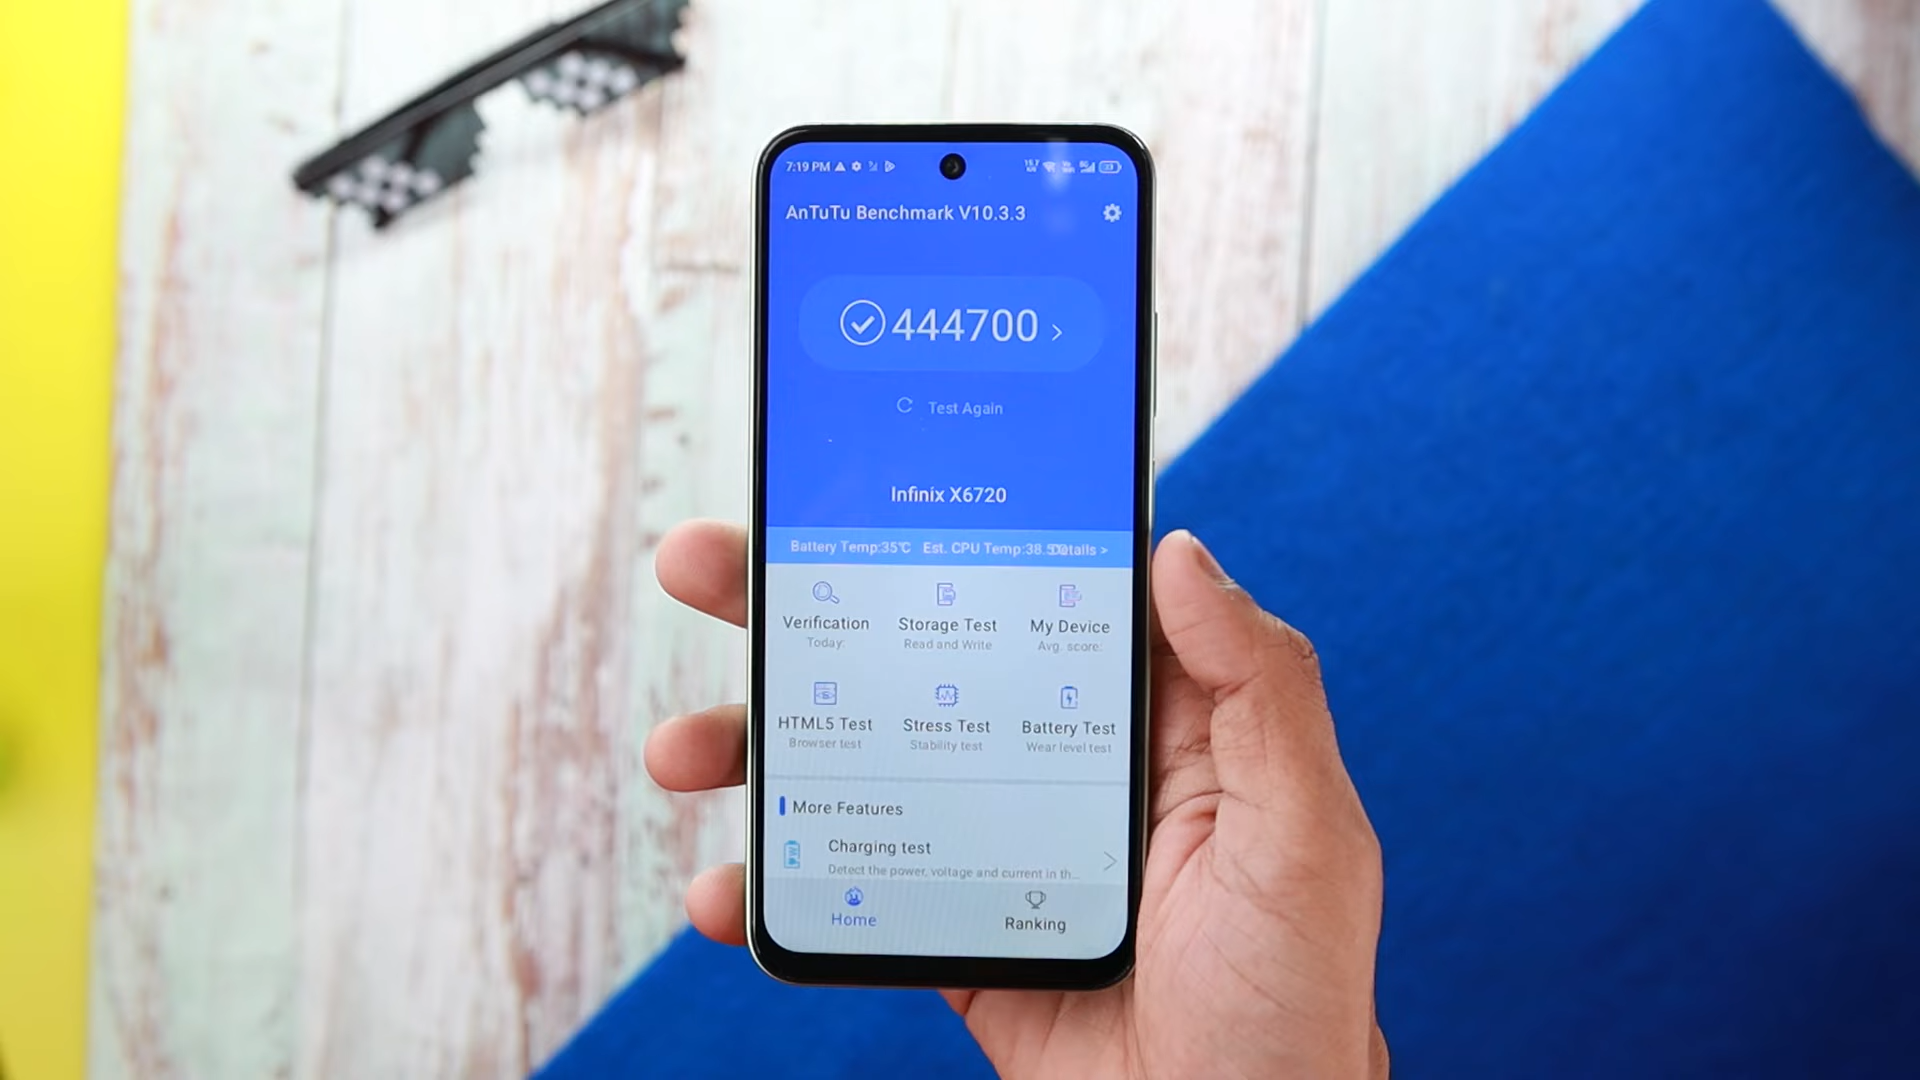 7:19 PM
AnTuTu Benchmark V10.3.3
444700 >
Test Again
Infinix X6720
Battery Temp:35℃ Est. CPU Temp:38.5 Details >
Verification Storage Test My Device
Today: Read and Write Avg. score:
HTML5 Test Stress Test Battery Test
Browser test Stability test Wear level test
More Features
Charging test
Detect the power, voltage and current in th...
Home Ranking